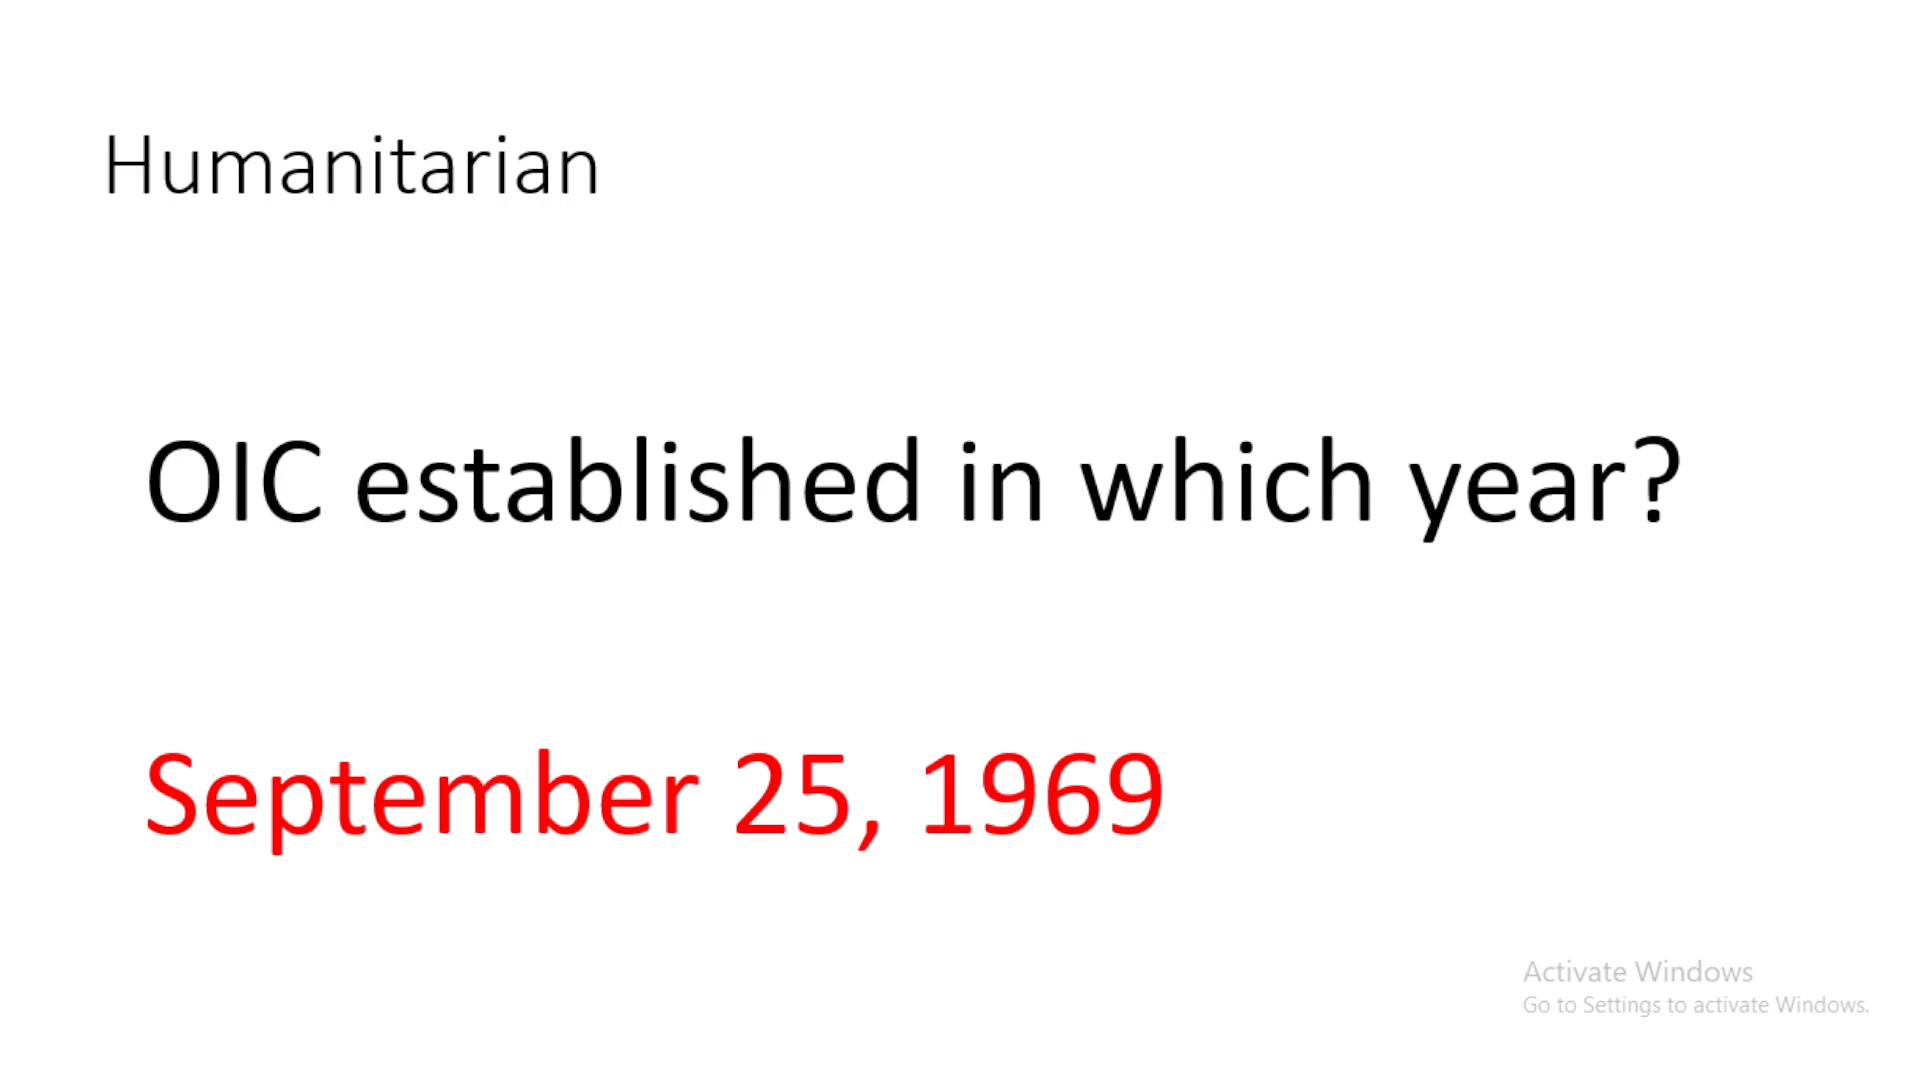 Humanitarian
OIC established in which year?
September 25, 1969
Activate Windows
Go to Settings to activate Windows.